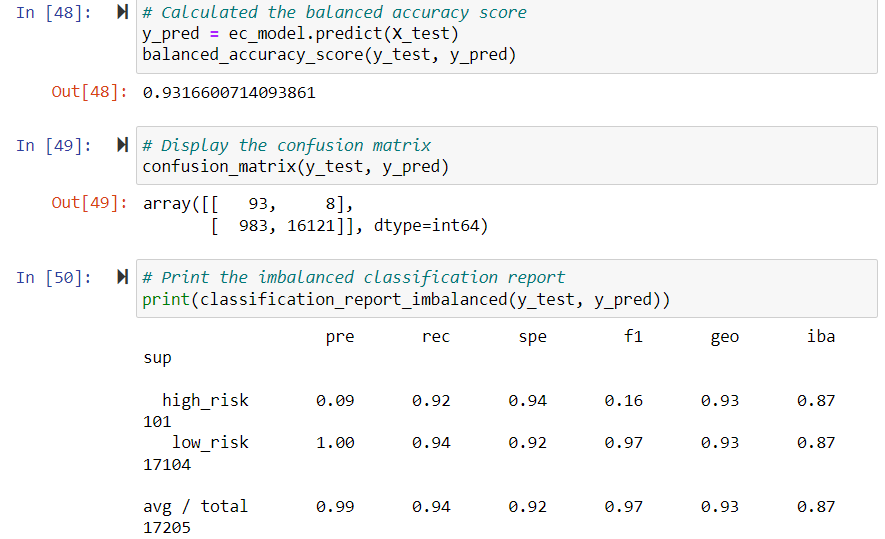 In [48]: # Calculated the balanced accuracy score
y_pred = ec_model.predict(X_test)
balanced_accuracy_score(y_test, y_pred)
Out[48]: 0.9316600714093861
In [49]: # Display the confusion matrix
confusion_matrix(y_test, y_pred)
Out[49]: array([[   93,     8],
       [  983, 16121]], dtype=int64)
In [50]: # Print the imbalanced classification report
print(classification_report_imbalanced(y_test, y_pred))
                   pre       rec       spe        f1       geo       iba
sup
  high_risk       0.09      0.92      0.94      0.16      0.93      0.87
101
   low_risk       1.00      0.94      0.92      0.97      0.93      0.87
17104
avg / total       0.99      0.94      0.92      0.97      0.93      0.87
17205